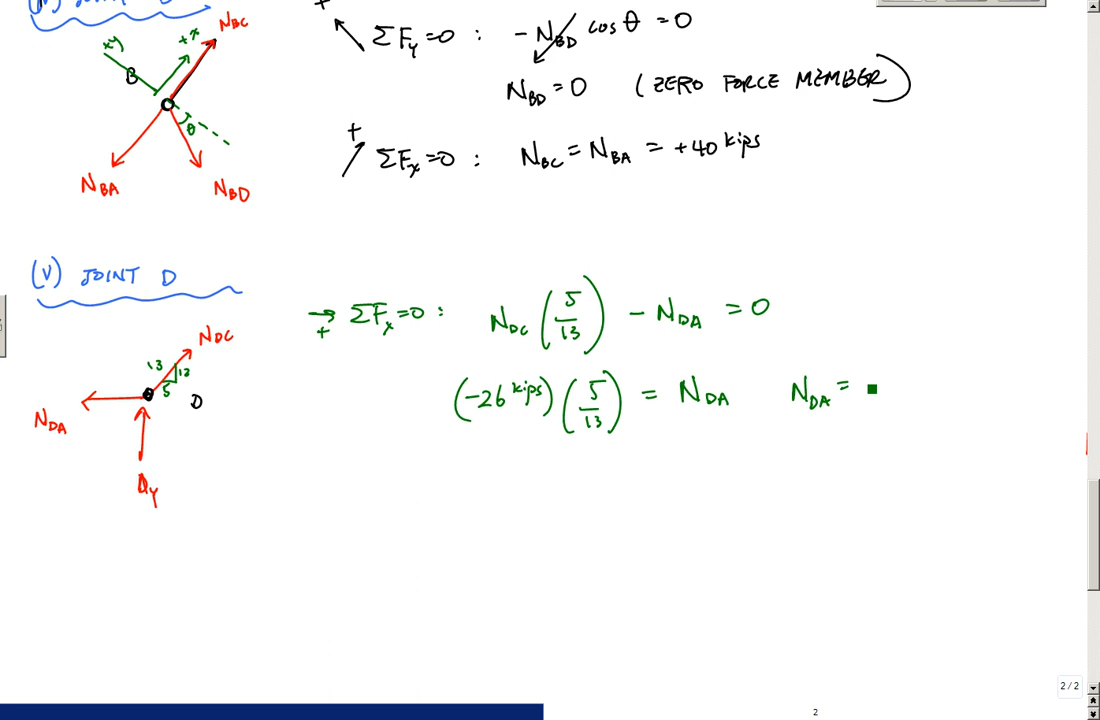 N_BC
+x
+y
B
θ
N_BA
N_BD
+
ΣF_y=0 : - N_BD cos θ = 0
N_BD = 0 (ZERO FORCE MEMBER)
+
ΣF_x=0 : N_BC = N_BA = +40 kips
(V) JOINT D
→+ ΣF_x=0 : N_DC (5/13) - N_DA = 0
(-26 kips) (5/13) = N_DA N_DA =
N_DC
13
12
5
D
N_DA
2/2
2